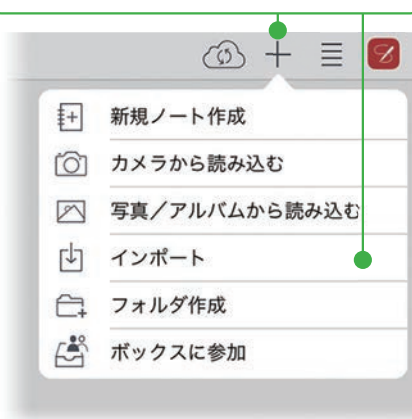 新規ノート作成
カメラから読み込む
写真／アルバムから読み込む
インポート
フォルダ作成
ボックスに参加